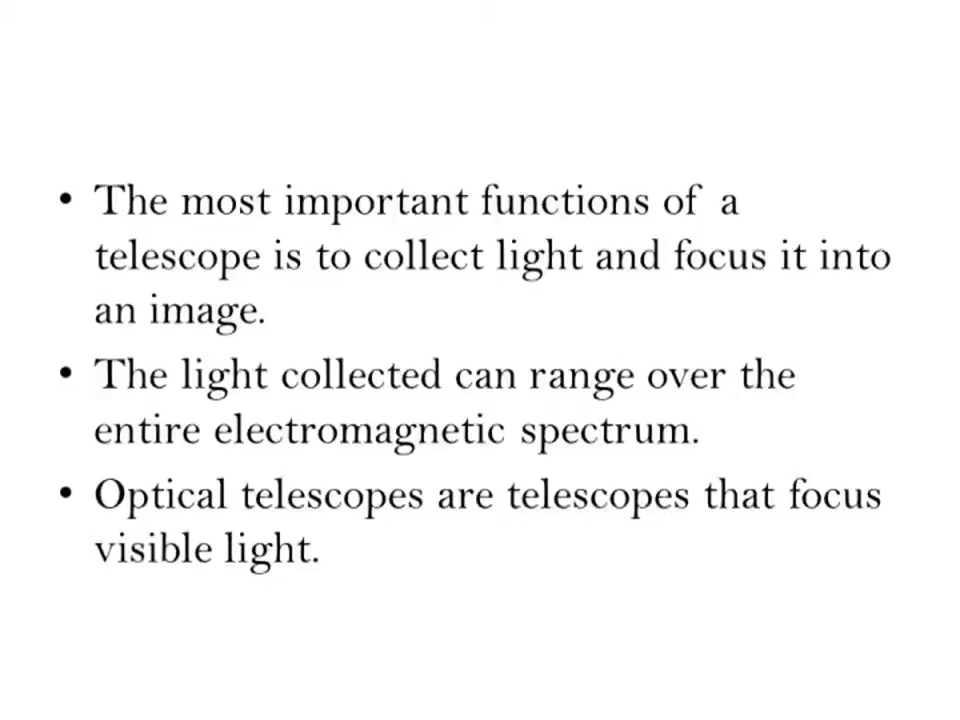 • The most important functions of a
telescope is to collect light and focus it into
an image.
• The light collected can range over the
entire electromagnetic spectrum.
• Optical telescopes are telescopes that focus
visible light.